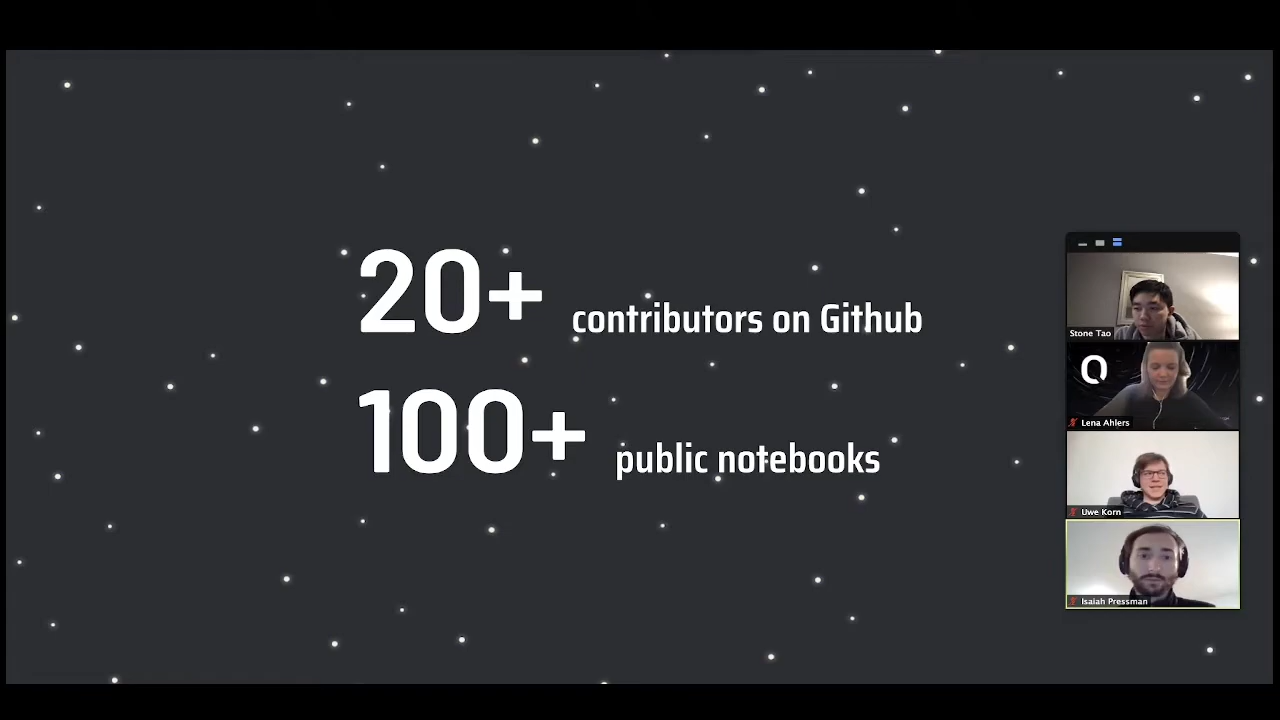 20+ contributors on Github
100+ public notebooks
Stone Tao
Q
Lena Ahlers
Uwe Korn
Isaiah Pressman